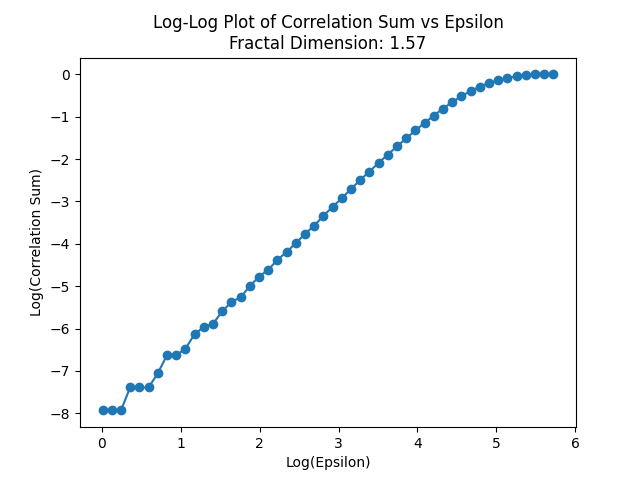 Log-Log Plot of Correlation Sum vs Epsilon
Fractal Dimension: 1.57
0
−1
−2
−3
−4
−5
−6
−7
−8
Log(Correlation Sum)
0 1 2 3 4 5 6
Log(Epsilon)